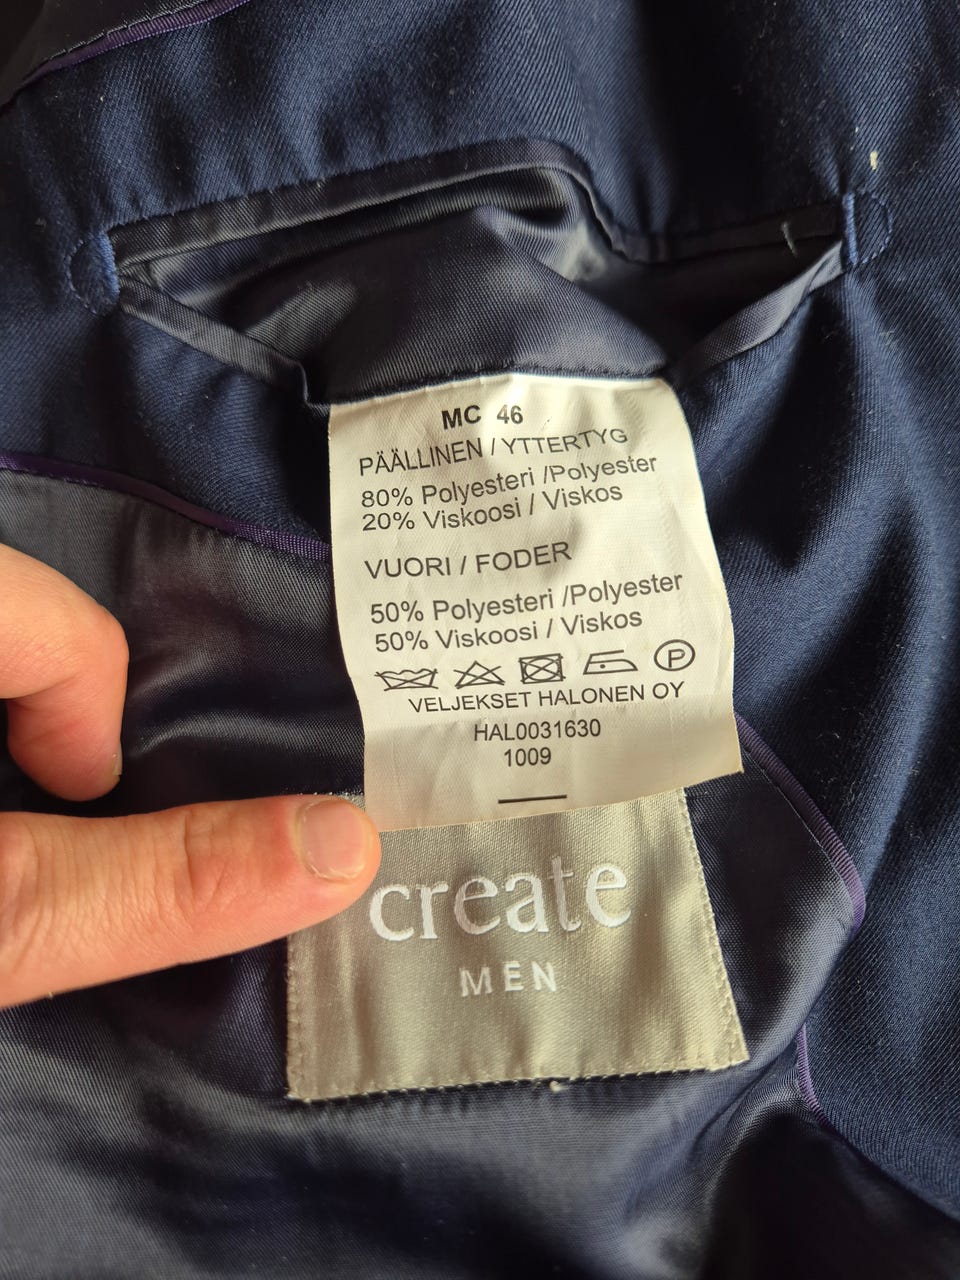 MC 46
PÄÄLLINEN / YTTERTYG
80% Polyesteri /Polyester
20% Viskoosi / Viskos
VUORI / FODER
50% Polyesteri /Polyester
50% Viskoosi / Viskos
P
VELJEKSET HALONEN OY
HAL0031630
1009
create
MEN